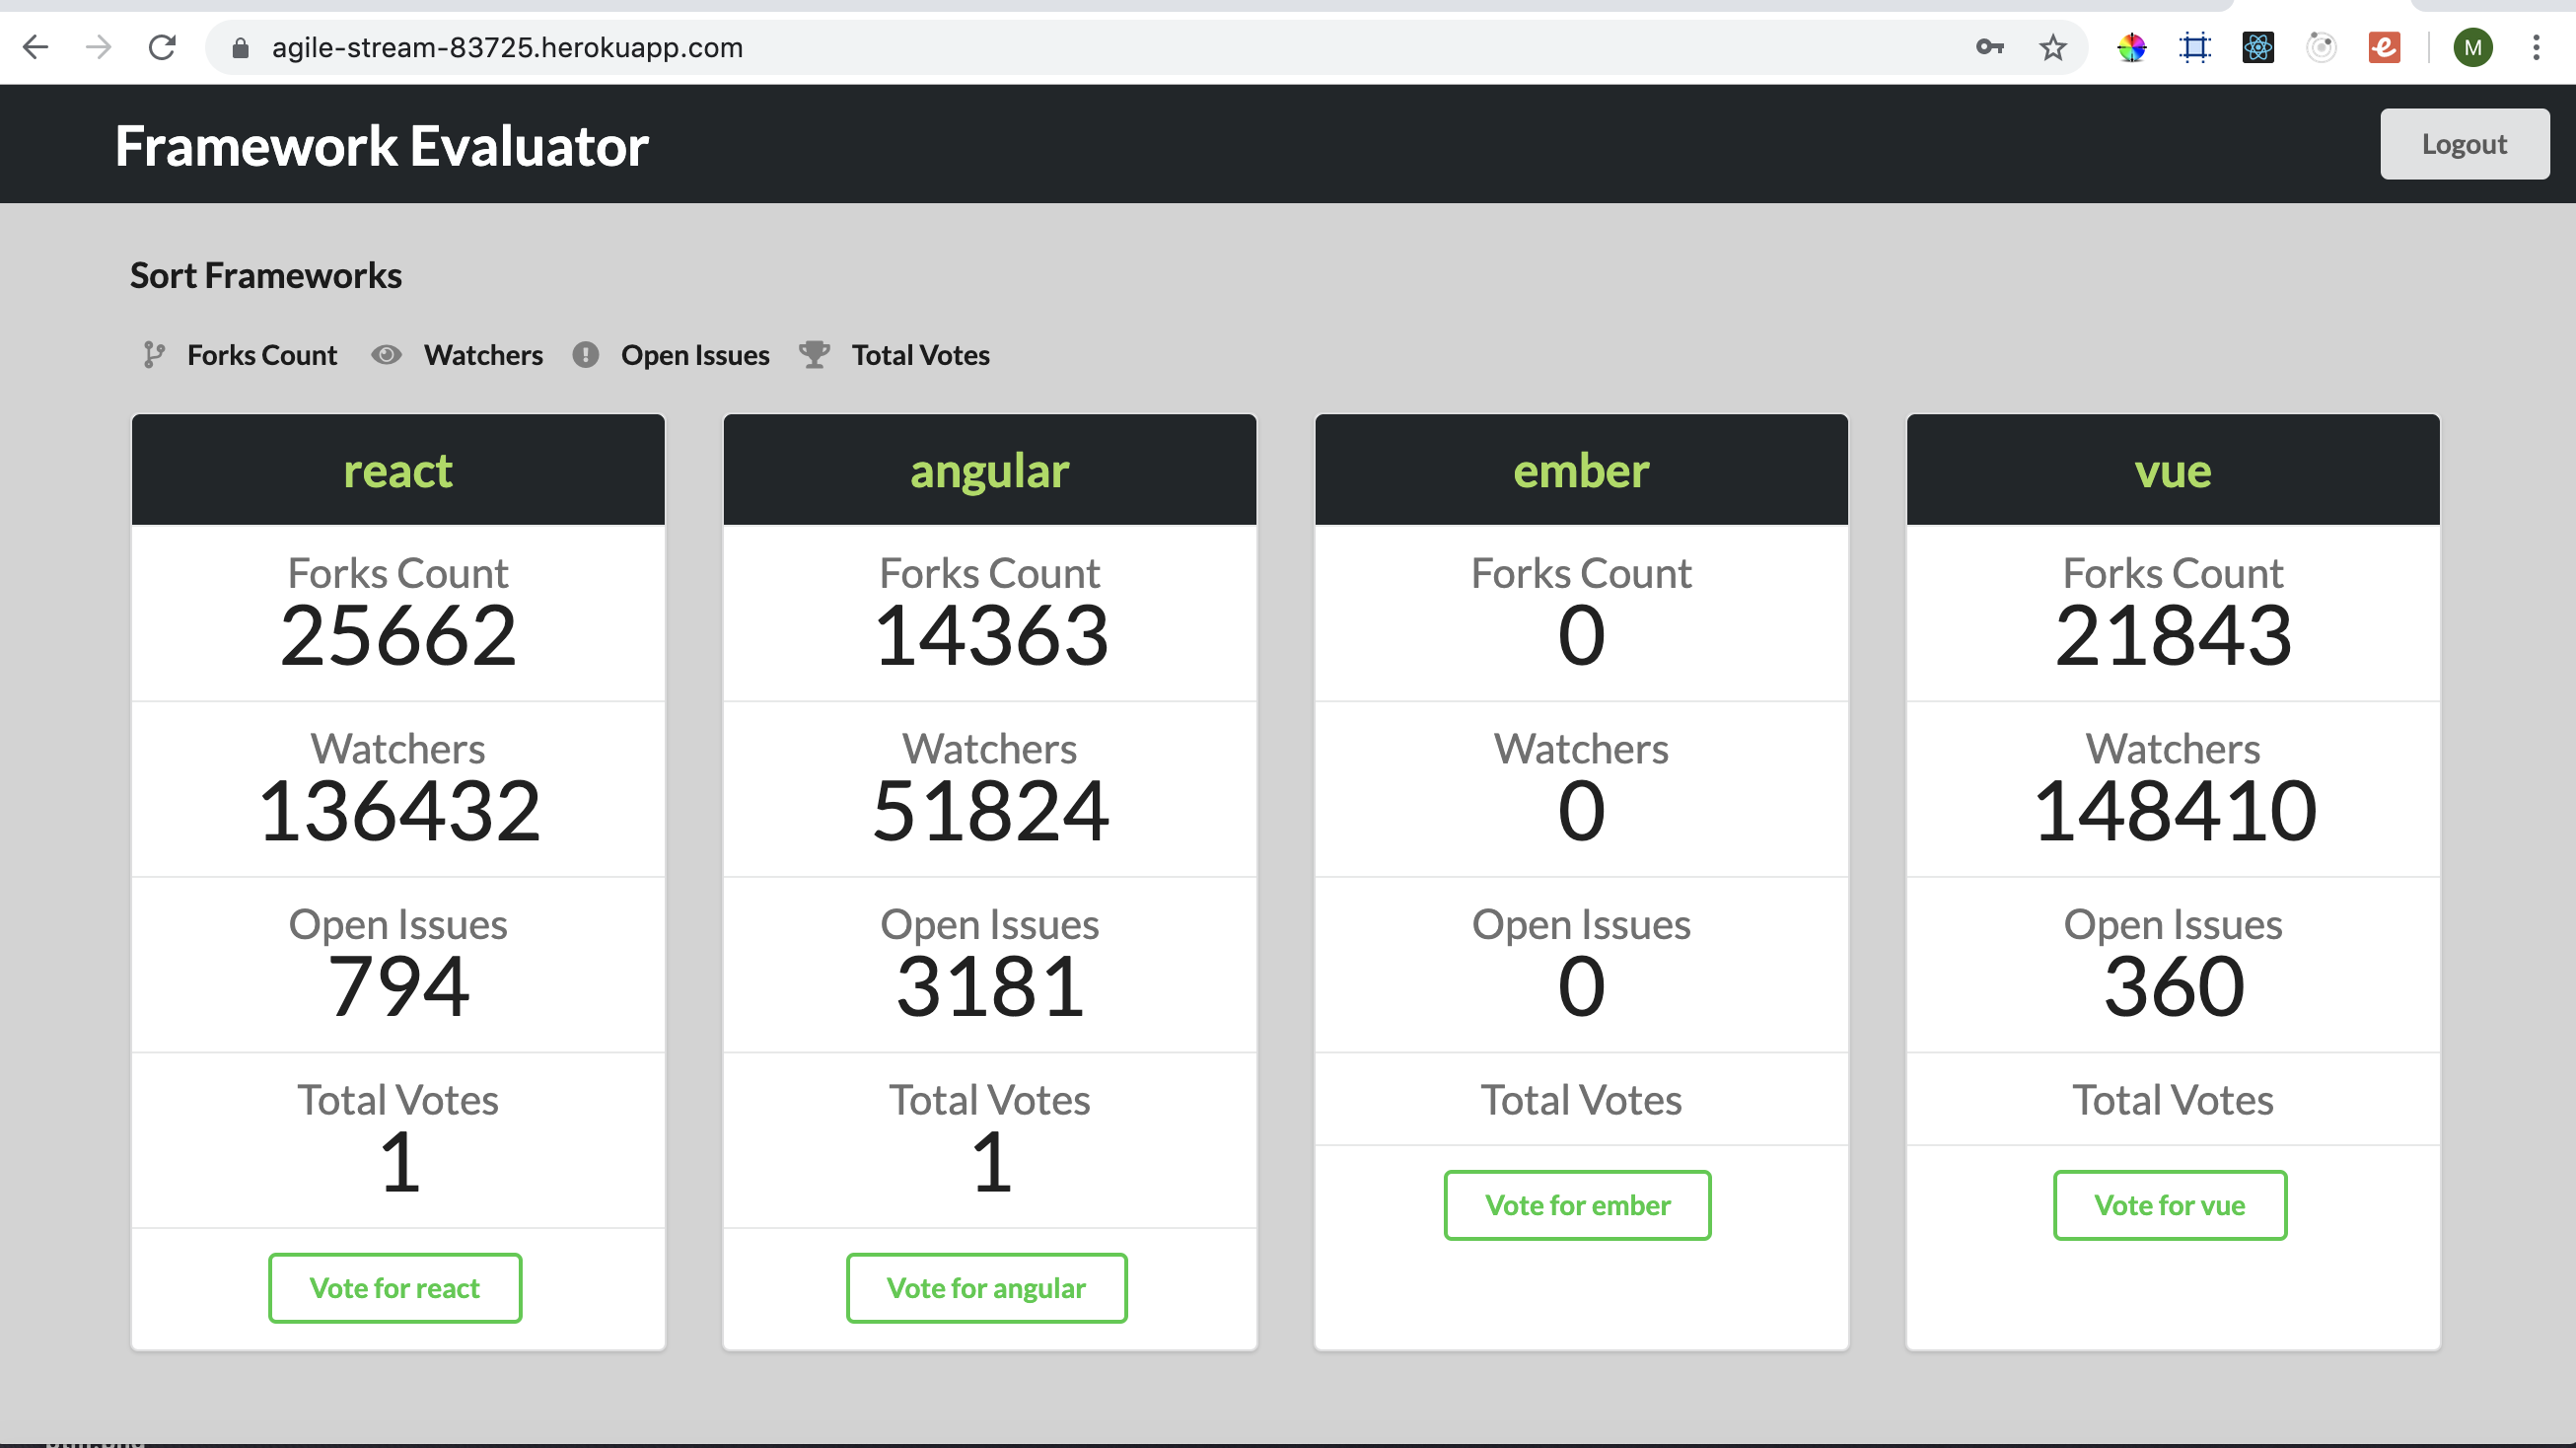 agile-stream-83725.herokuapp.com
M
Framework Evaluator
Logout
Sort Frameworks
Forks Count Watchers Open Issues Total Votes
react
Forks Count
25662
Watchers
136432
Open Issues
794
Total Votes
1
Vote for react
angular
Forks Count
14363
Watchers
51824
Open Issues
3181
Total Votes
1
Vote for angular
ember
Forks Count
0
Watchers
0
Open Issues
0
Total Votes
Vote for ember
vue
Forks Count
21843
Watchers
148410
Open Issues
360
Total Votes
Vote for vue